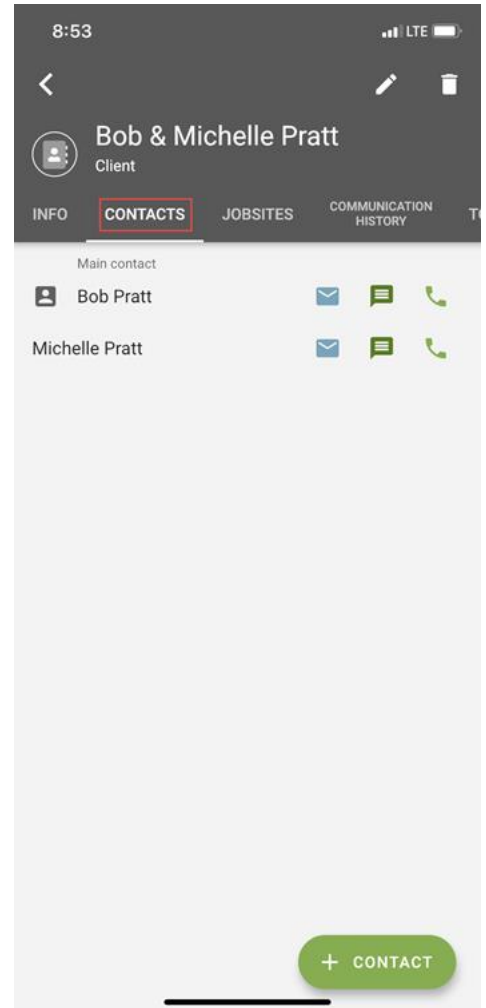 8:53
LTE
Bob & Michelle Pratt
Client
INFO
CONTACTS
JOBSITES
COMMUNICATION
HISTORY
Main contact
Bob Pratt
Michelle Pratt
+ CONTACT